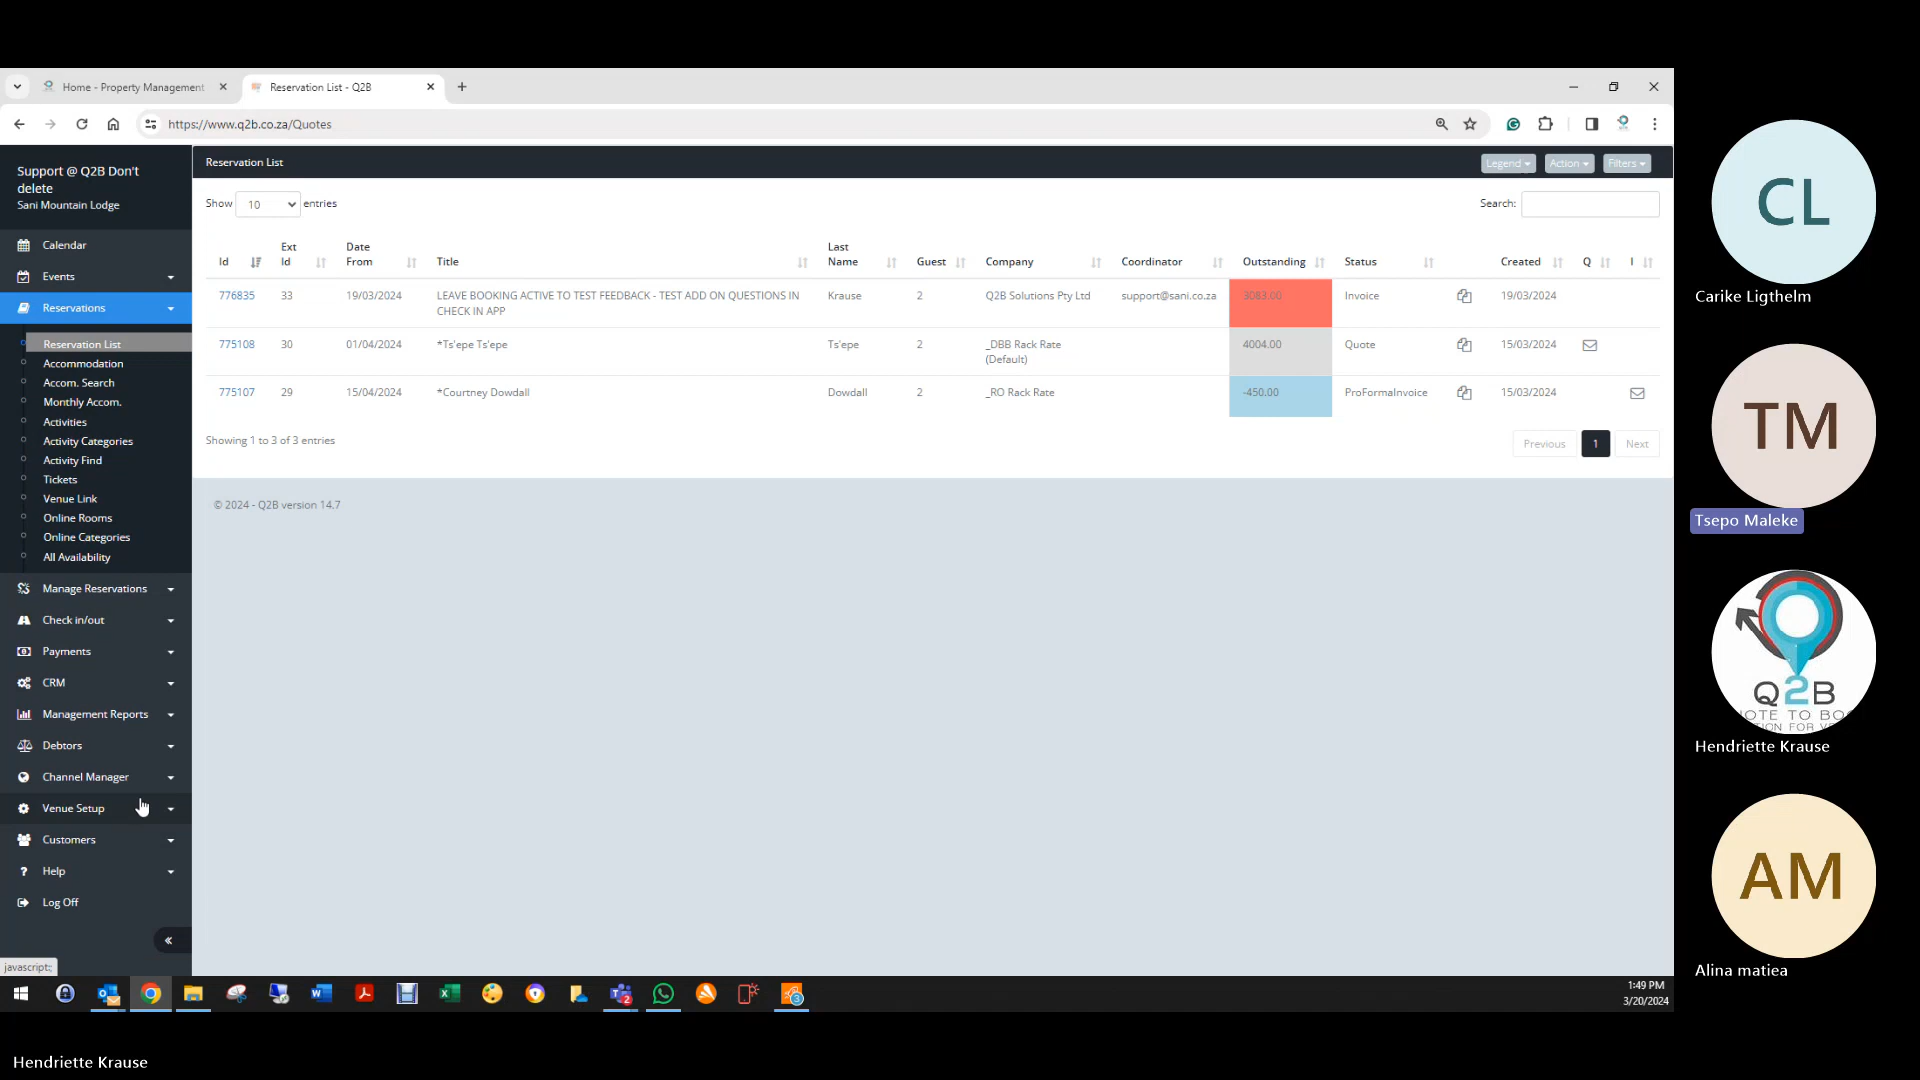 Home - Property Management
Reservation List - Q2B
https://www.q2b.co.za/Quotes
Support @ Q2B Don't
delete
Sani Mountain Lodge
Calendar
Events
Reservations
Reservation List
Accommodation
Accom. Search
Monthly Accom.
Activities
Activity Categories
Activity Find
Tickets
Venue Link
Online Rooms
Online Categories
All Availability
Manage Reservations
Check in/out
Payments
CRM
Management Reports
Debtors
Channel Manager
Venue Setup
Customers
Help
Log Off
javascript:;
Reservation List
Legend
Action
Filters
Show 10 entries
Search:
Id Ext Id Date From Title Last Name Guest Company Coordinator Outstanding Status Created Q I
776835 33 19/03/2024 LEAVE BOOKING ACTIVE TO TEST FEEDBACK - TEST ADD ON QUESTIONS IN CHECK IN APP Krause 2 Q2B Solutions Pty Ltd support@sani.co.za 3083.00 Invoice 19/03/2024
775108 30 01/04/2024 *Ts'epe Ts'epe Ts'epe 2 _DBB Rack Rate (Default) 4004.00 Quote 15/03/2024
775107 29 15/04/2024 *Courtney Dowdall Dowdall 2 _RO Rack Rate -450.00 ProFormaInvoice 15/03/2024
Showing 1 to 3 of 3 entries
Previous 1 Next
© 2024 - Q2B version 14.7
1:49 PM
3/20/2024
CL
Carike Ligthelm
TM
Tsepo Maleke
Q2B
Hendriette Krause
AM
Alina matiea
Hendriette Krause